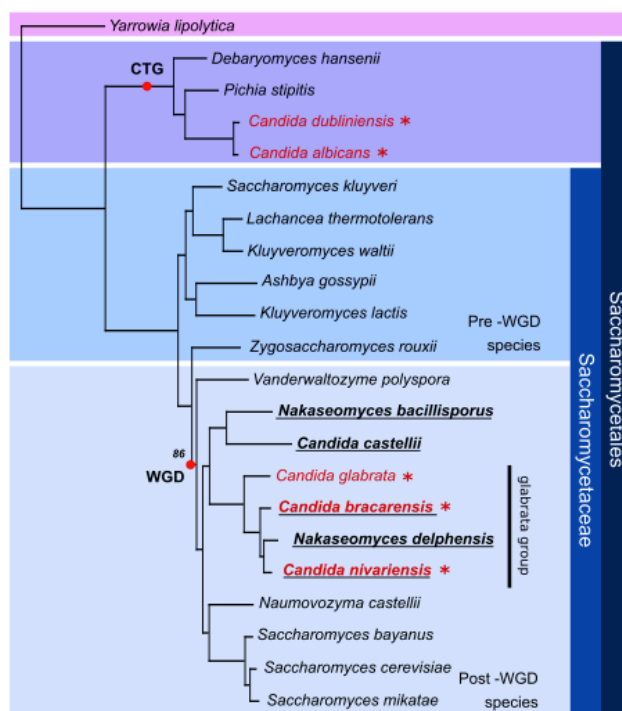 Yarrowia lipolytica
Debaryomyces hansenii
CTG
Pichia stipitis
Candida dubliniensis *
Candida albicans *
Saccharomyces kluyveri
Lachancea thermotolerans
Kluyveromyces waltii
Ashbya gossypii
Kluyveromyces lactis
Pre -WGD
species
Zygosaccharomyces rouxii
Vanderwaltozyme polyspora
Nakaseomyces bacillisporus
Candida castellii
86
WGD
Candida glabrata *
Candida bracarensis *
Nakaseomyces delphensis
Candida nivariensis *
glabrata group
Naumovozyma castellii
Saccharomyces bayanus
Saccharomyces cerevisiae
Saccharomyces mikatae
Post -WGD
species
Saccharomycetaceae
Saccharomycetales